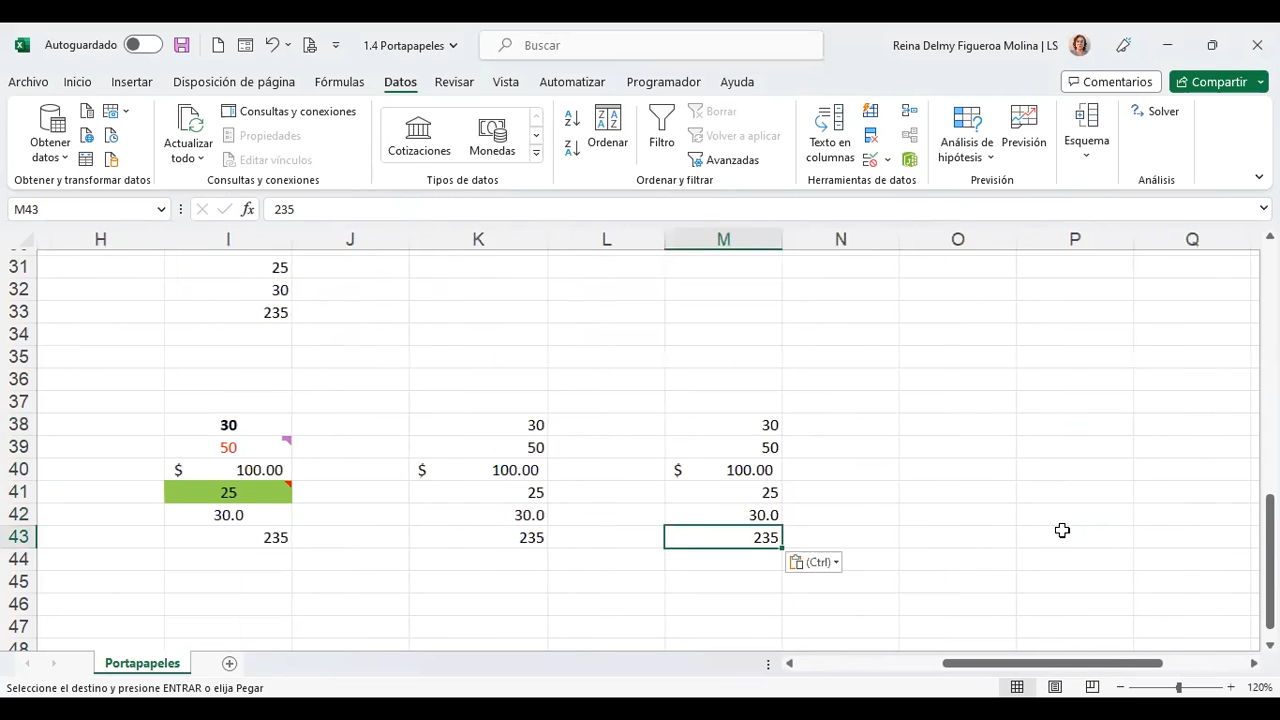 Autoguardado 1.4 Portapapeles Buscar Reina Delmy Figueroa Molina | LS
Archivo Inicio Insertar Disposición de página Fórmulas Datos Revisar Vista Automatizar Programador Ayuda Comentarios Compartir
Obtener datos
Actualizar todo
Consultas y conexiones
Propiedades
Editar vínculos
Cotizaciones Monedas
Ordenar
Filtro
Borrar
Volver a aplicar
Avanzadas
Texto en columnas
Análisis de hipótesis
Previsión
Esquema
Solver
Obtener y transformar datos Consultas y conexiones Tipos de datos Ordenar y filtrar Herramientas de datos Previsión Análisis
M43 fx 235
H I J K L M N O P Q
31 25
32 30
33 235
34
35
36
37
38 30 30 30
39 50 50 50
40 $ 100.00 $ 100.00 $ 100.00
41 25 25 25
42 30.0 30.0 30.0
43 235 235 235
44 (Ctrl)
45
46
47
48
Portapapeles
Seleccione el destino y presione ENTRAR o elija Pegar 120%